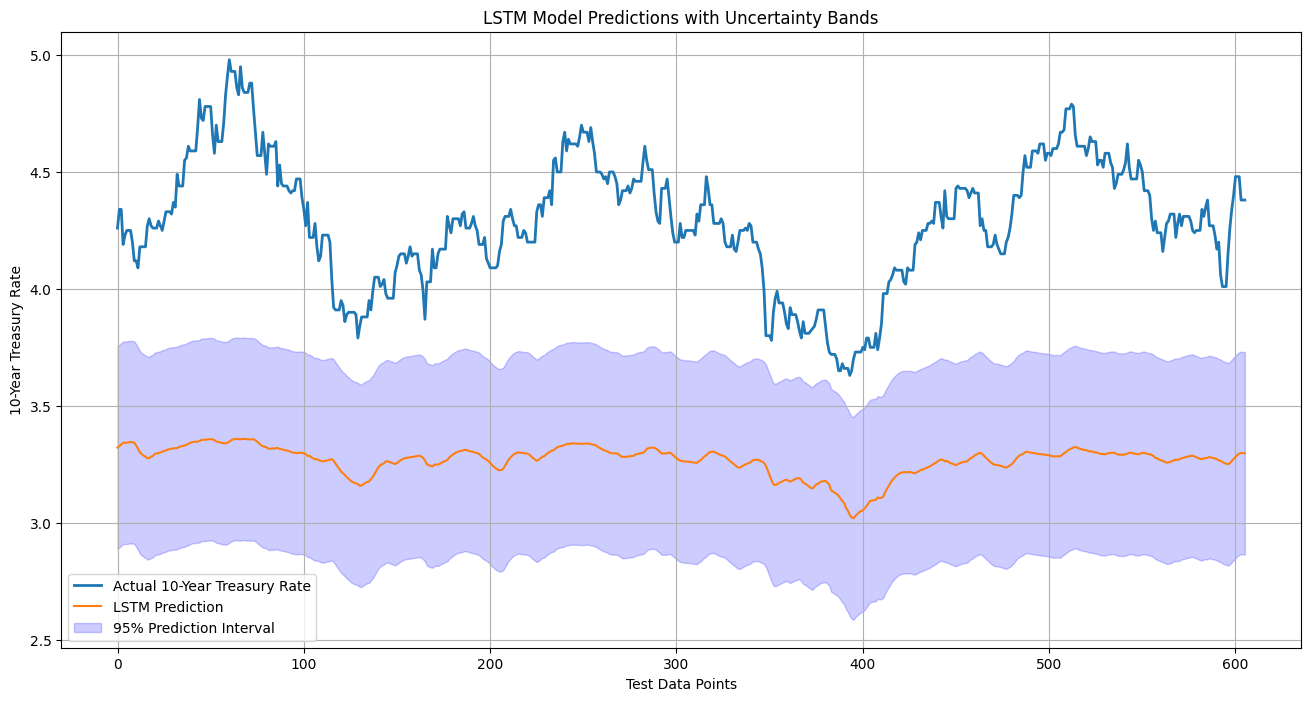 LSTM Model Predictions with Uncertainty Bands
10-Year Treasury Rate
5.0
4.5
4.0
3.5
3.0
2.5
Actual 10-Year Treasury Rate
LSTM Prediction
95% Prediction Interval
0 100 200 300 400 500 600
Test Data Points